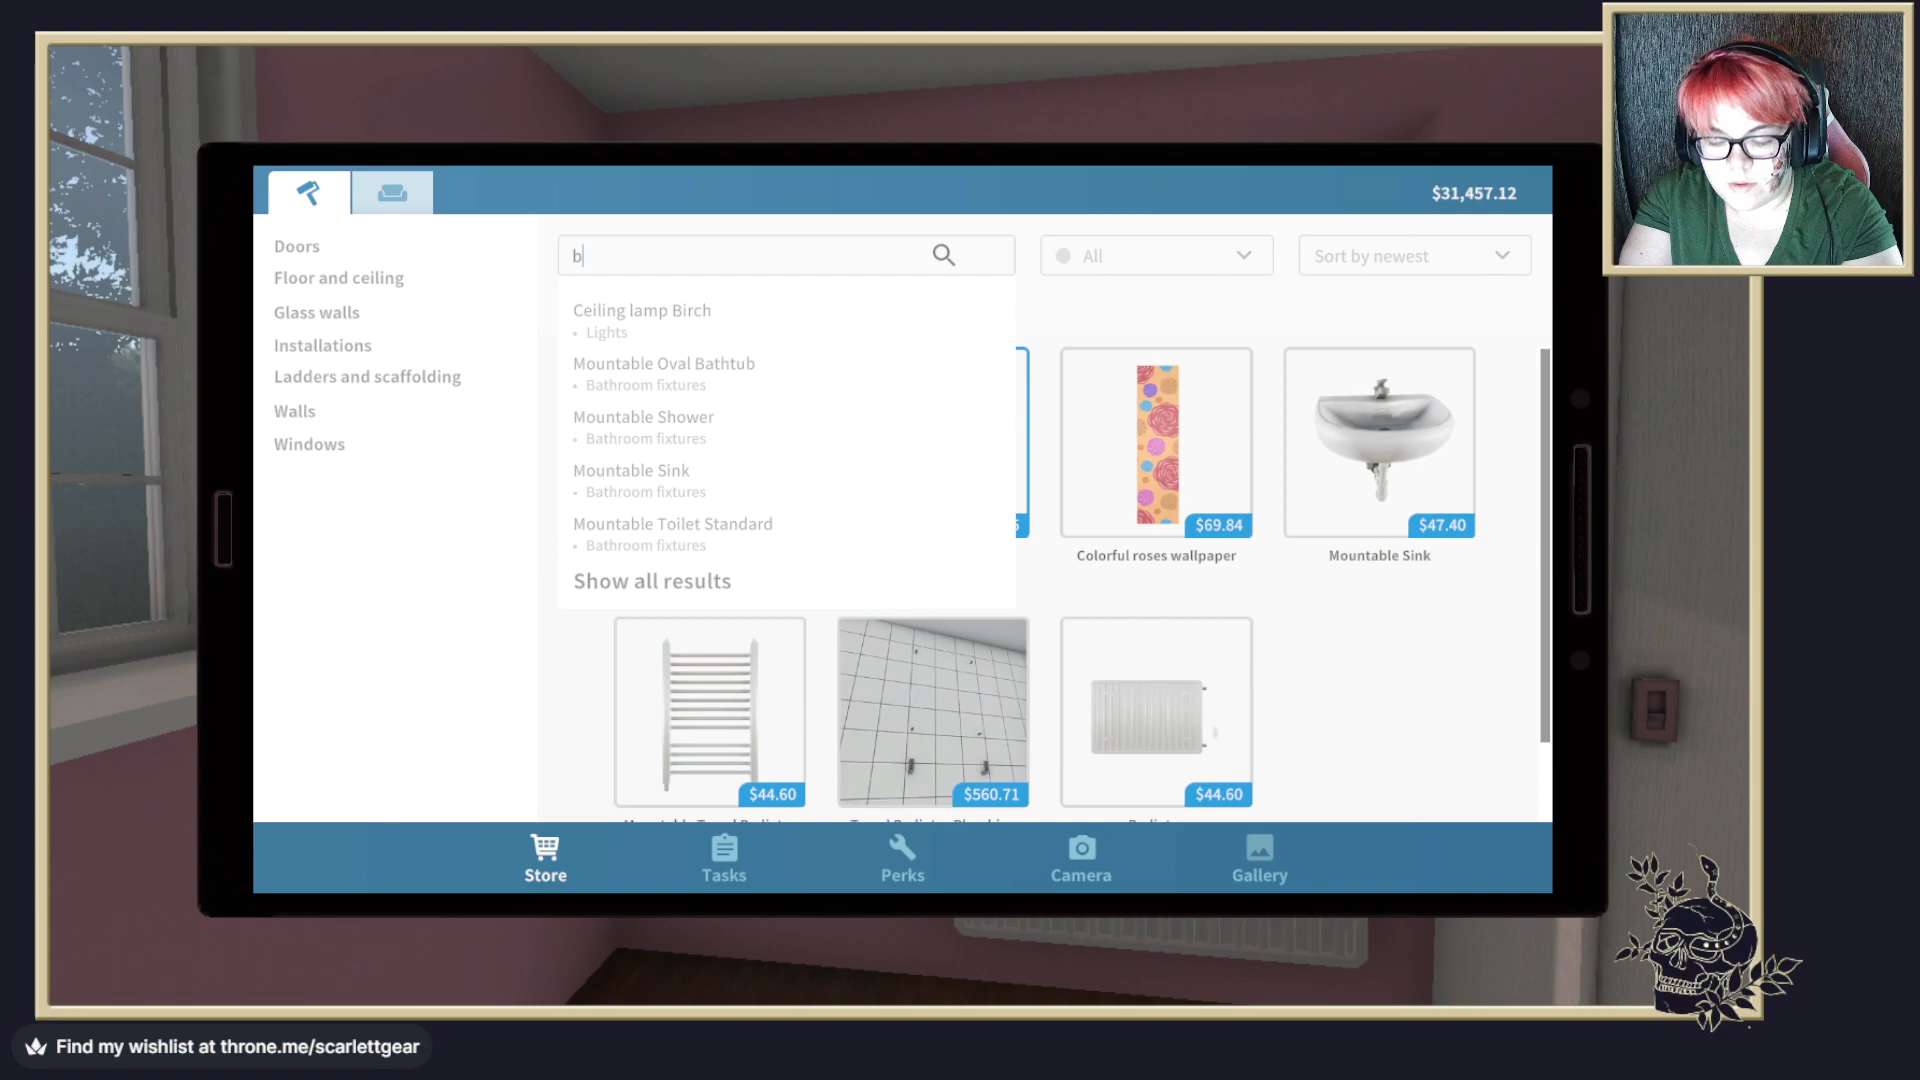 $31,457.12
Doors
Floor and ceiling
Glass walls
Installations
Ladders and scaffolding
Walls
Windows
b
All
Sort by newest
Ceiling lamp Birch
• Lights
Mountable Oval Bathtub
• Bathroom fixtures
Mountable Shower
• Bathroom fixtures
Mountable Sink
• Bathroom fixtures
Mountable Toilet Standard
• Bathroom fixtures
Show all results
$69.84
$47.40
Colorful roses wallpaper
Mountable Sink
$44.60
$560.71
$44.60
Store
Tasks
Perks
Camera
Gallery
Find my wishlist at throne.me/scarlettgear